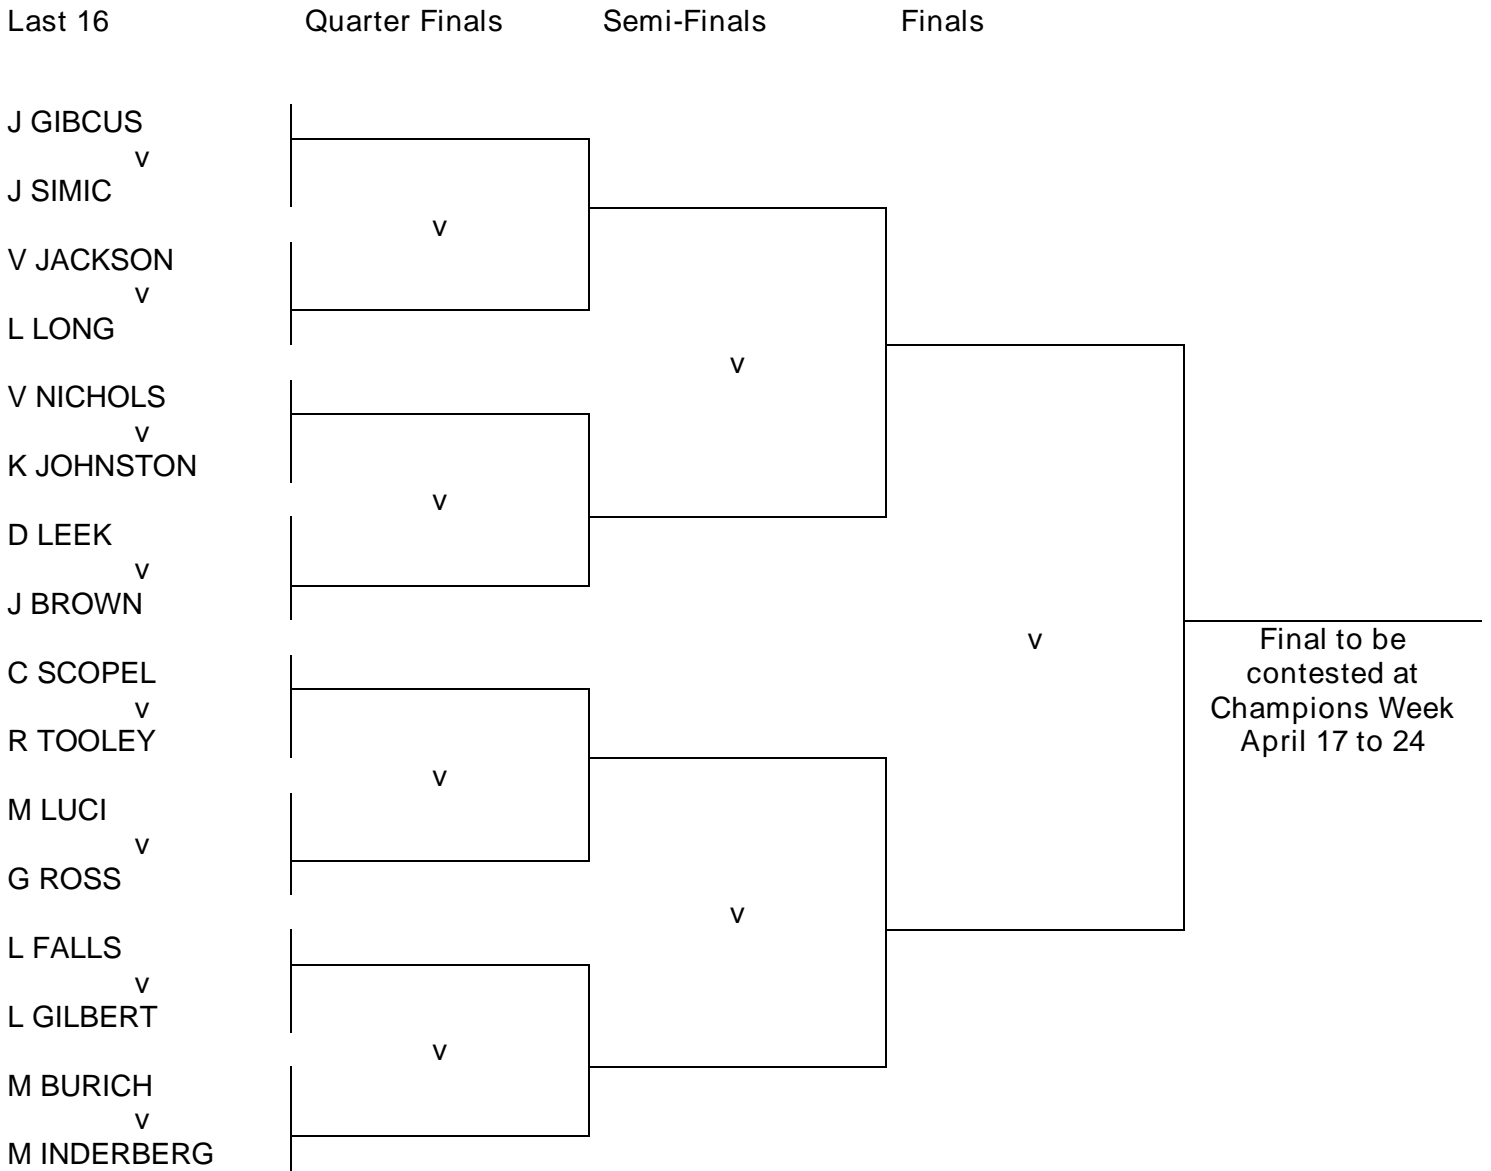 Last 16 Quarter Finals Semi-Finals Finals
J GIBCUS
v
J SIMIC
v
V JACKSON
v
L LONG
v
V NICHOLS
v
K JOHNSTON
v
D LEEK
v
J BROWN
v
Final to be
contested at
Champions Week
April 17 to 24
C SCOPEL
v
R TOOLEY
v
M LUCI
v
G ROSS
v
L FALLS
v
L GILBERT
v
M BURICH
v
M INDERBERG